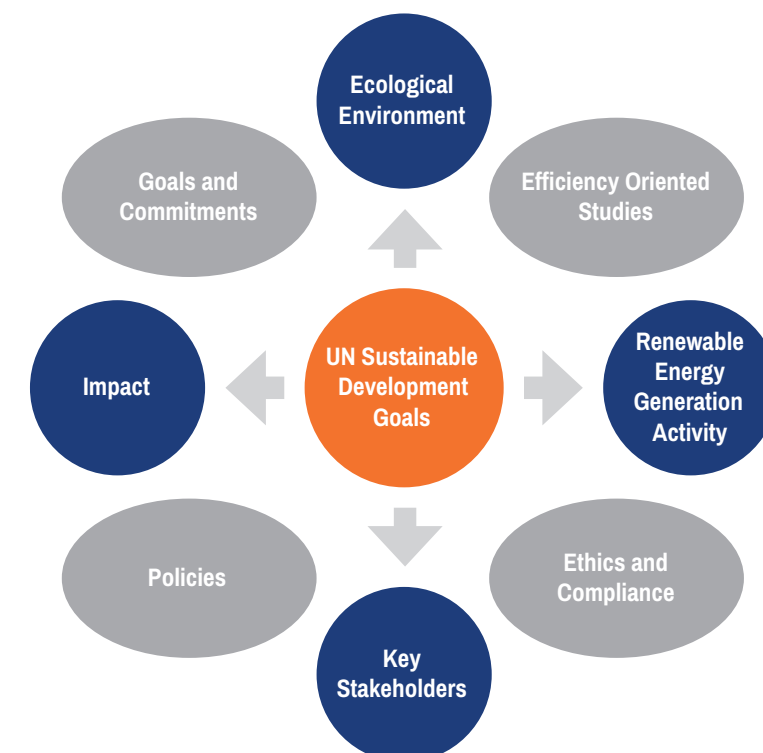 Ecological
Environment
Goals and
Commitments
Efficiency Oriented
Studies
Impact
UN Sustainable
Development
Goals
Renewable
Energy
Generation
Activity
Policies
Ethics and
Compliance
Key
Stakeholders